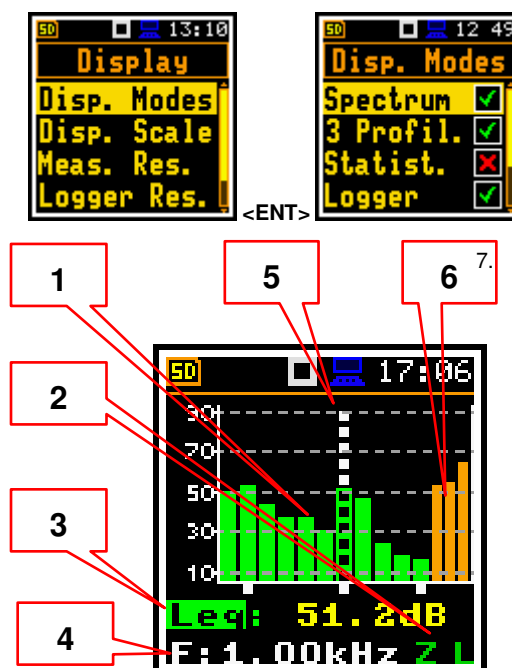 SD 13:10
Display
Disp. Modes
Disp. Scale
Meas. Res.
Logger Res.
<ENT>
SD 12 49
Disp. Modes
Spectrum
3 Profil.
Statist.
Logger
1
5
6
7.
2
3
4
SD 17:06
90
70
50
30
10
Leq: 51.2dB
F:1.00kHz Z L